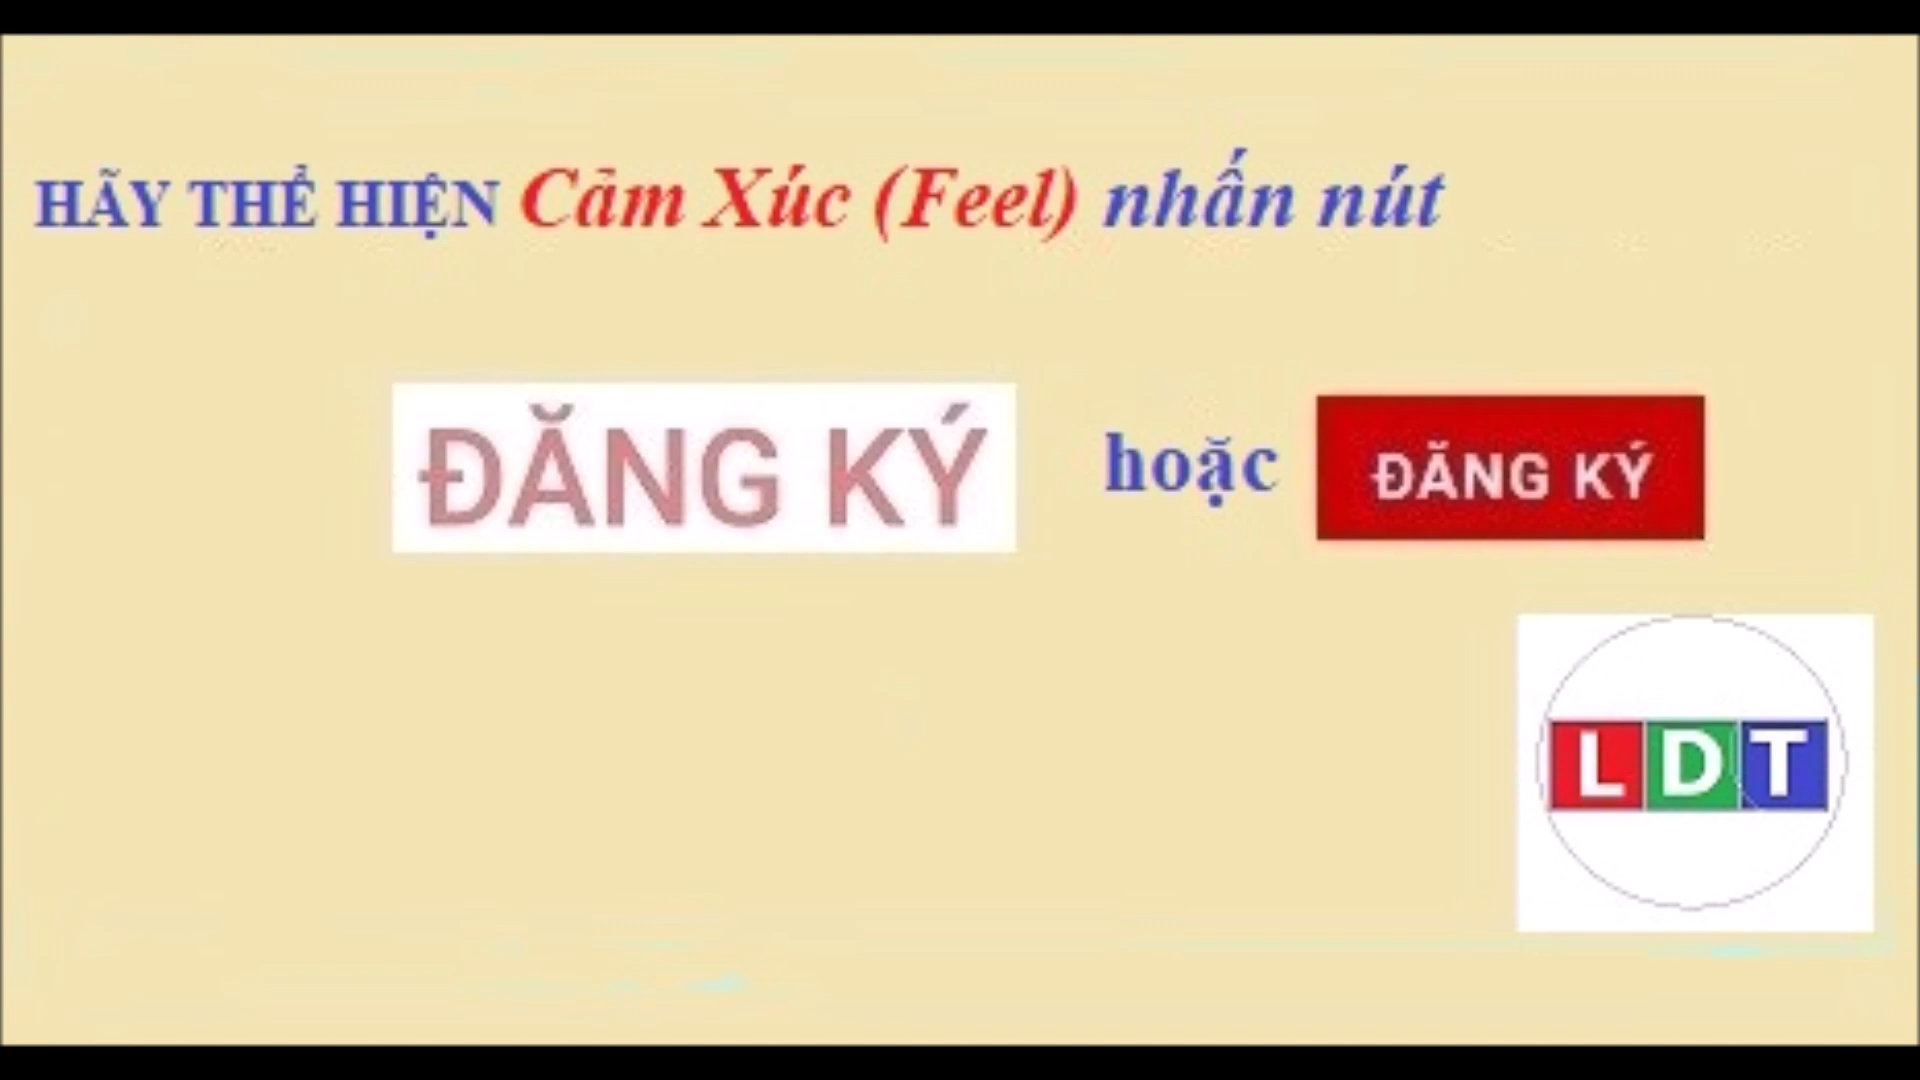 HÃY THỂ HIỆN Cảm Xúc (Feel) nhấn nút
ĐĂNG KÝ hoặc ĐĂNG KÝ
LDT